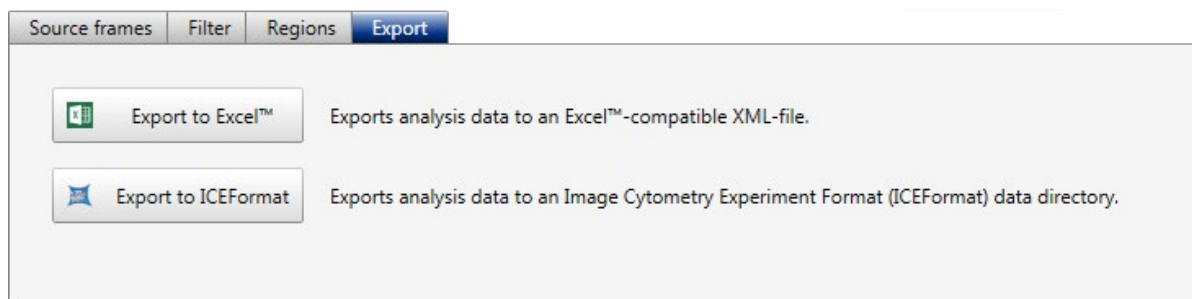 Source frames Filter Regions Export
Export to Excel™ Exports analysis data to an Excel™-compatible XML-file.
Export to ICEFormat Exports analysis data to an Image Cytometry Experiment Format (ICEFormat) data directory.